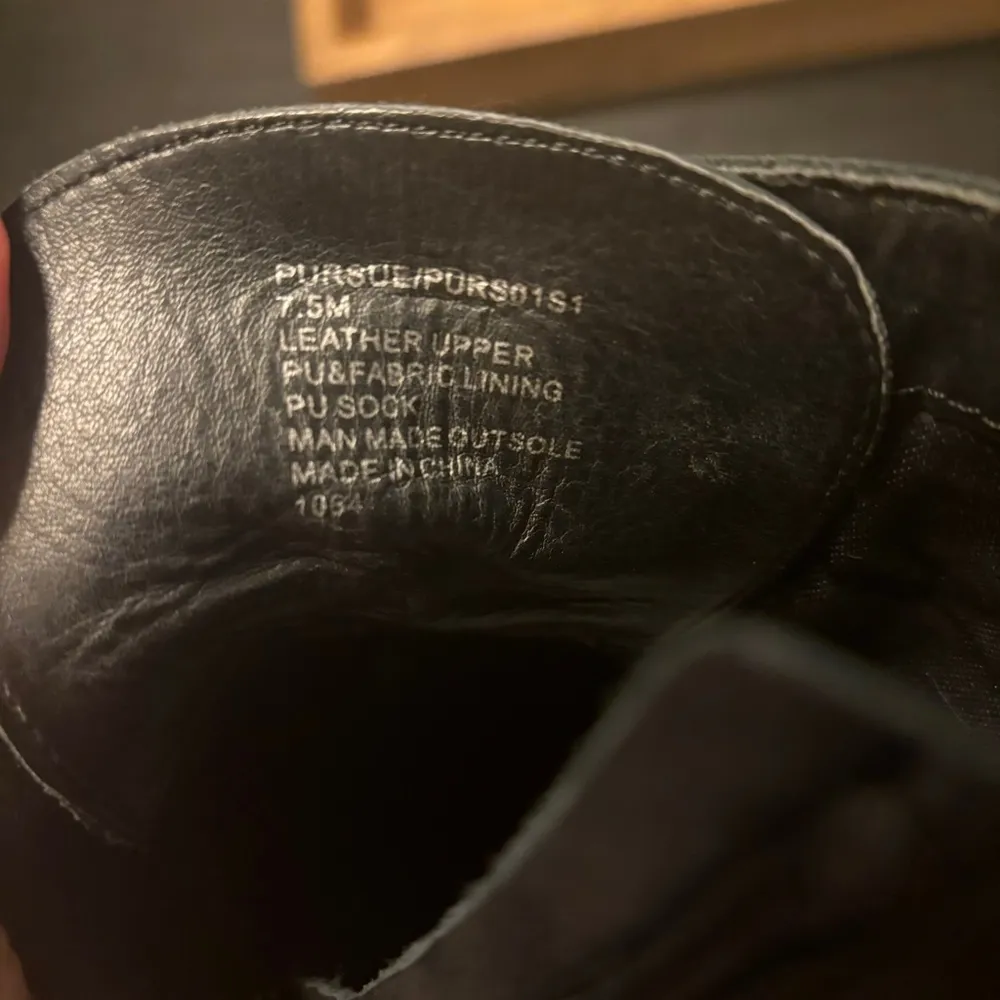 PURSUE/PURS01S1
7.5M
LEATHER UPPER
PU&FABRIC LINING
PU SOCK
MAN MADE OUTSOLE
MADE IN CHINA
1064